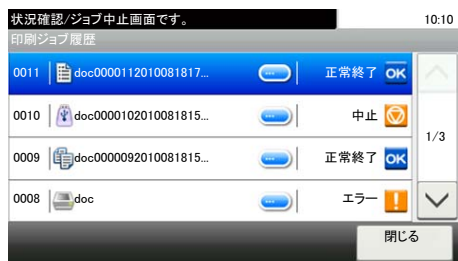 状況確認/ジョブ中止画面です。 10:10
印刷ジョブ履歴
0011 doc0000112010081817... ... 正常終了 OK
0010 doc0000102010081815... ... 中止
0009 doc0000092010081815... ... 正常終了 OK
0008 doc ... エラー !
1/3
閉じる